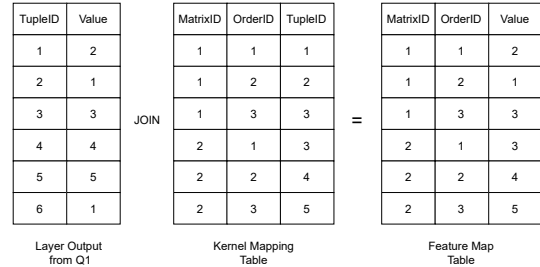 TupleID Value
1 2
2 1
3 3
4 4
5 5
6 1
Layer Output
from Q1
JOIN
MatrixID OrderID TupleID
1 1 1
1 2 2
1 3 3
2 1 3
2 2 4
2 3 5
Kernel Mapping
Table
=
MatrixID OrderID Value
1 1 2
1 2 1
1 3 3
2 1 3
2 2 4
2 3 5
Feature Map
Table